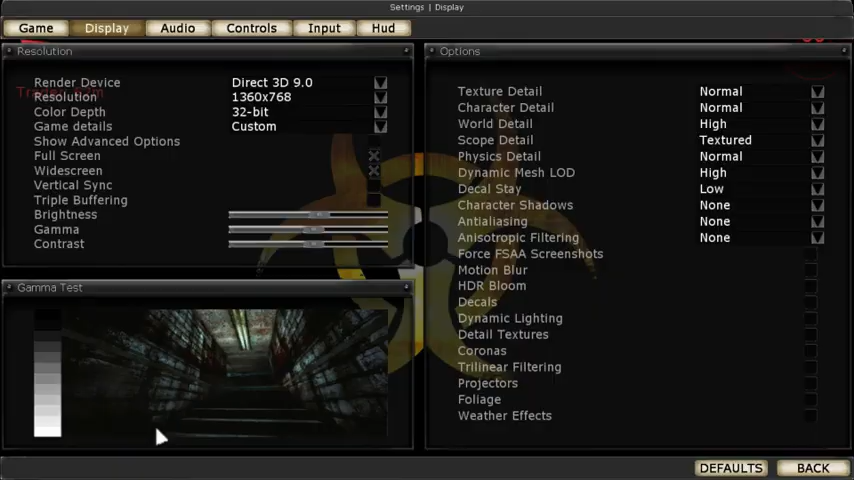 Settings | Display
Game Display Audio Controls Input Hud
Resolution
Render Device Direct 3D 9.0
Resolution 1360x768
Color Depth 32-bit
Game details Custom
Show Advanced Options
Full Screen
Widescreen
Vertical Sync
Triple Buffering
Brightness
Gamma
Contrast
Gamma Test
Options
Texture Detail Normal
Character Detail Normal
World Detail High
Scope Detail Textured
Physics Detail Normal
Dynamic Mesh LOD High
Decal Stay Low
Character Shadows None
Antialiasing None
Anisotropic Filtering None
Force FSAA Screenshots
Motion Blur
HDR Bloom
Decals
Dynamic Lighting
Detail Textures
Coronas
Trilinear Filtering
Projectors
Foliage
Weather Effects
DEFAULTS BACK